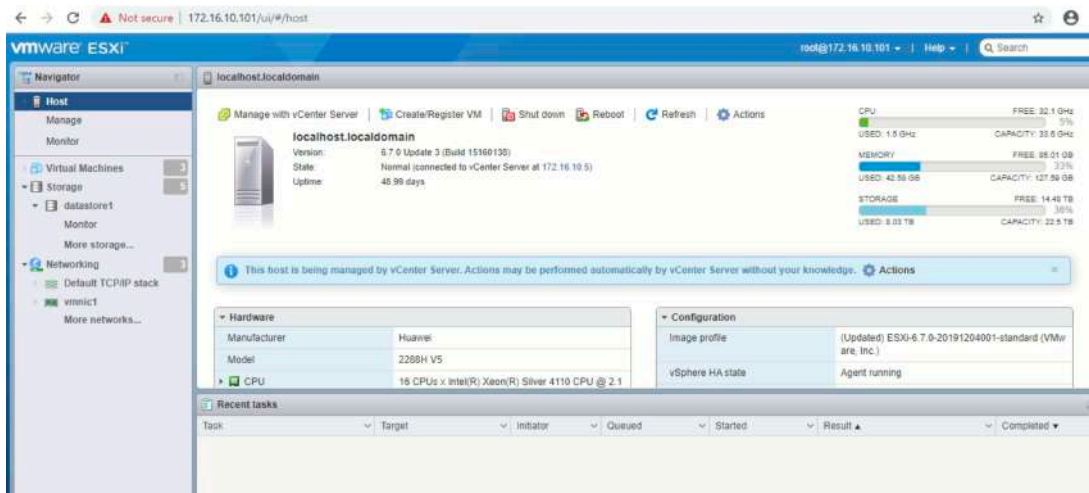 Not secure | 172.16.10.101/ui/#/host
vmware ESXi™
root@172.16.10.101 | Help | Search
Navigator
localhost.localdomain
Host
Manage
Monitor
Virtual Machines 3
Storage 5
datastore1
Monitor
More storage...
Networking 3
Default TCP/IP stack
vmnic1
More networks...
Manage with vCenter Server | Create/Register VM | Shut down Reboot | Refresh | Actions
localhost.localdomain
Version: 6.7.0 Update 3 (Build 15160138)
State: Normal (connected to vCenter Server at 172.16.10.5)
Uptime: 48.99 days
CPU FREE: 32.1 GHz
5%
USED: 1.5 GHz CAPACITY: 33.6 GHz
MEMORY FREE: 85.01 GB
33%
USED: 42.58 GB CAPACITY: 127.59 GB
STORAGE FREE: 14.48 TB
36%
USED: 8.03 TB CAPACITY: 22.5 TB
This host is being managed by vCenter Server. Actions may be performed automatically by vCenter Server without your knowledge. Actions
Hardware
Manufacturer Huawei
Model 2288H V5
CPU 16 CPUs x Intel(R) Xeon(R) Silver 4110 CPU @ 2.1
Configuration
Image profile (Updated) ESXi-6.7.0-20191204001-standard (VMw
are, Inc.)
vSphere HA state Agent running
Recent tasks
Task Target Initiator Queued Started Result ▲ Completed ▼